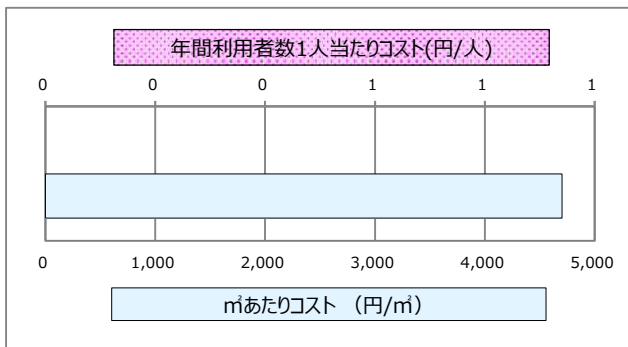 年間利用者数1人当たりコスト(円/人)
0 0 0 1 1 1
0 1,000 2,000 3,000 4,000 5,000
㎡あたりコスト （円/㎡）